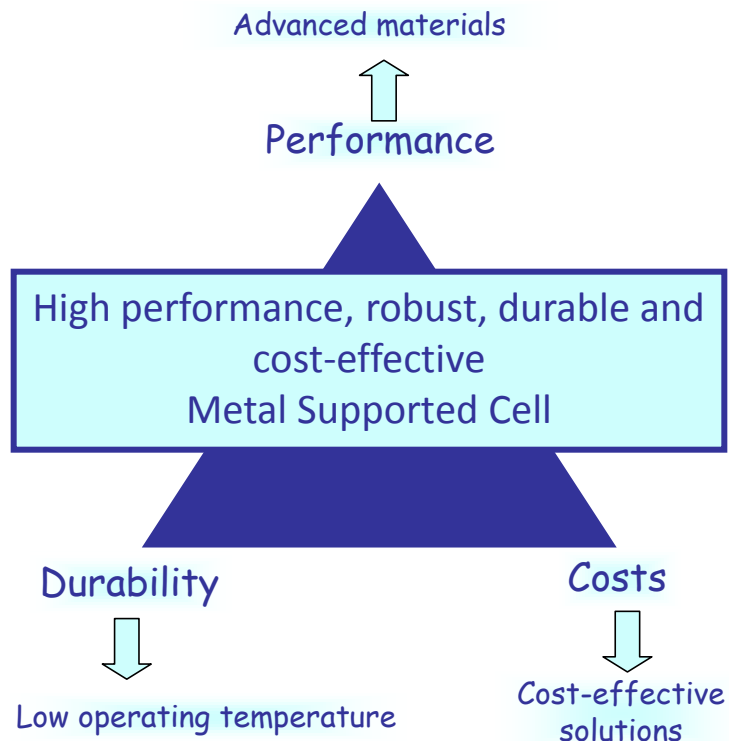 Advanced materials
Performance
High performance, robust, durable and
cost-effective
Metal Supported Cell
Durability
Costs
Low operating temperature
Cost-effective
solutions